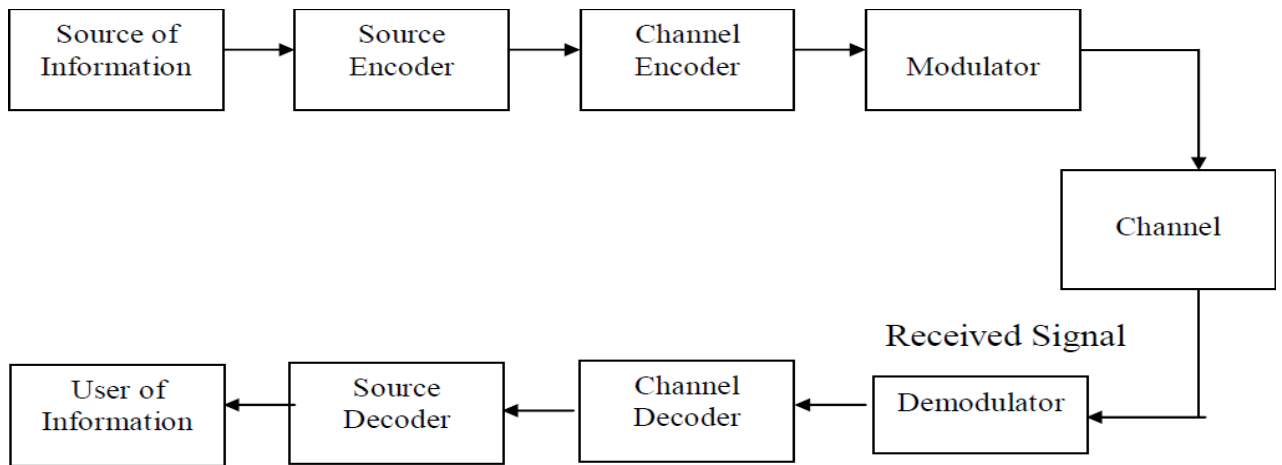 Source of
Information
Source
Encoder
Channel
Encoder
Modulator
Channel
Received Signal
User of
Information
Source
Decoder
Channel
Decoder
Demodulator